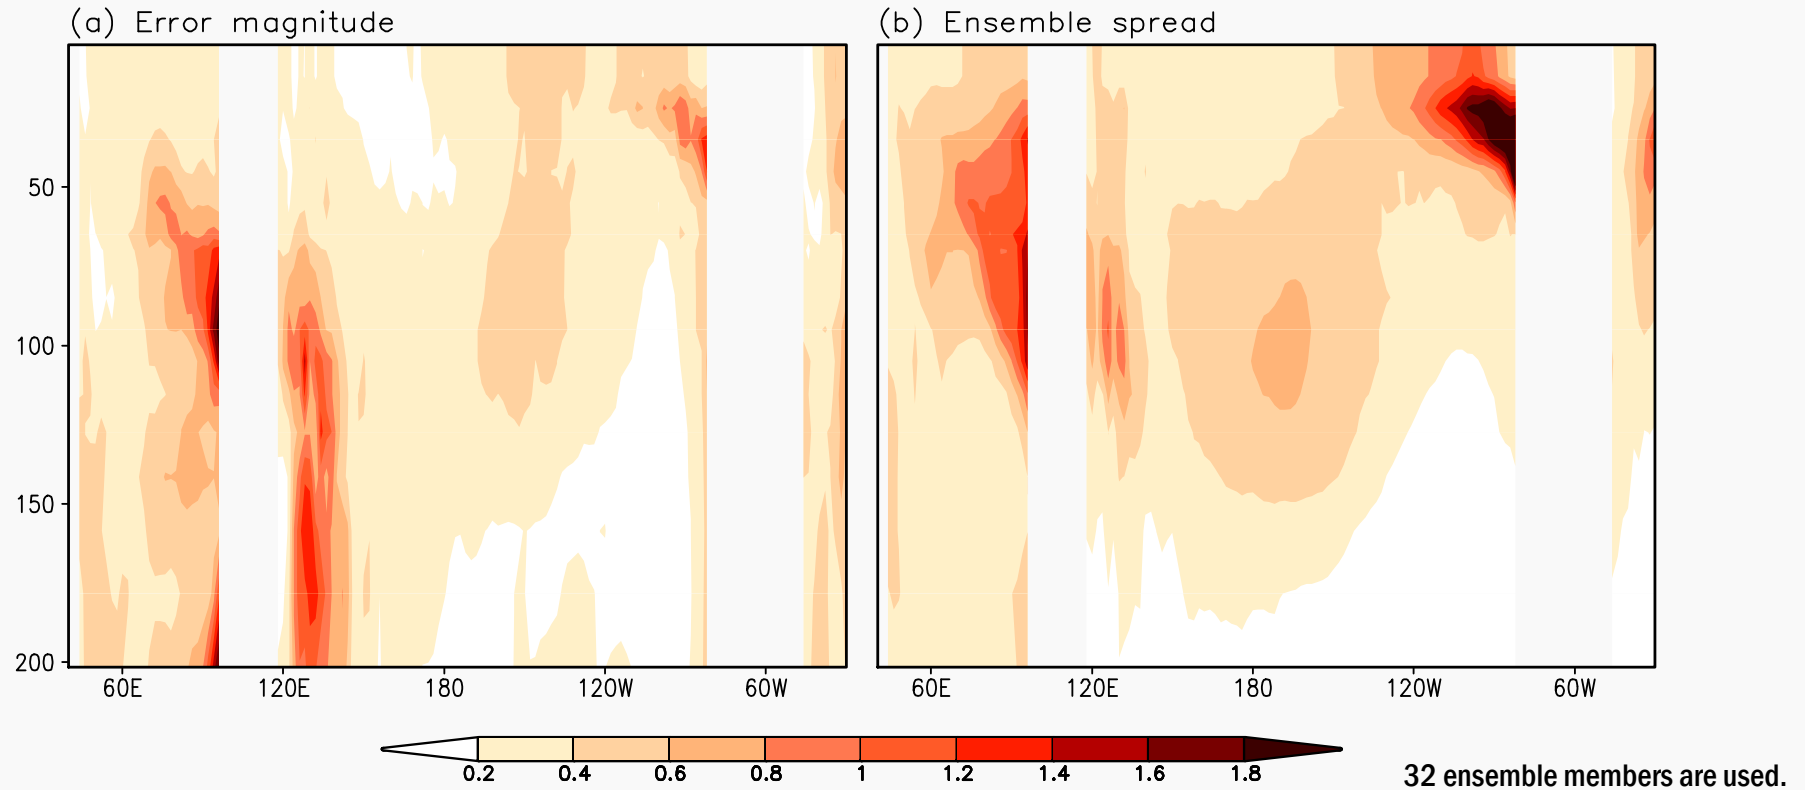 (a) Error magnitude
(b) Ensemble spread
50
100
150
200
60E 120E 180 120W 60W
60E 120E 180 120W 60W
0.2 0.4 0.6 0.8 1 1.2 1.4 1.6 1.8
32 ensemble members are used.